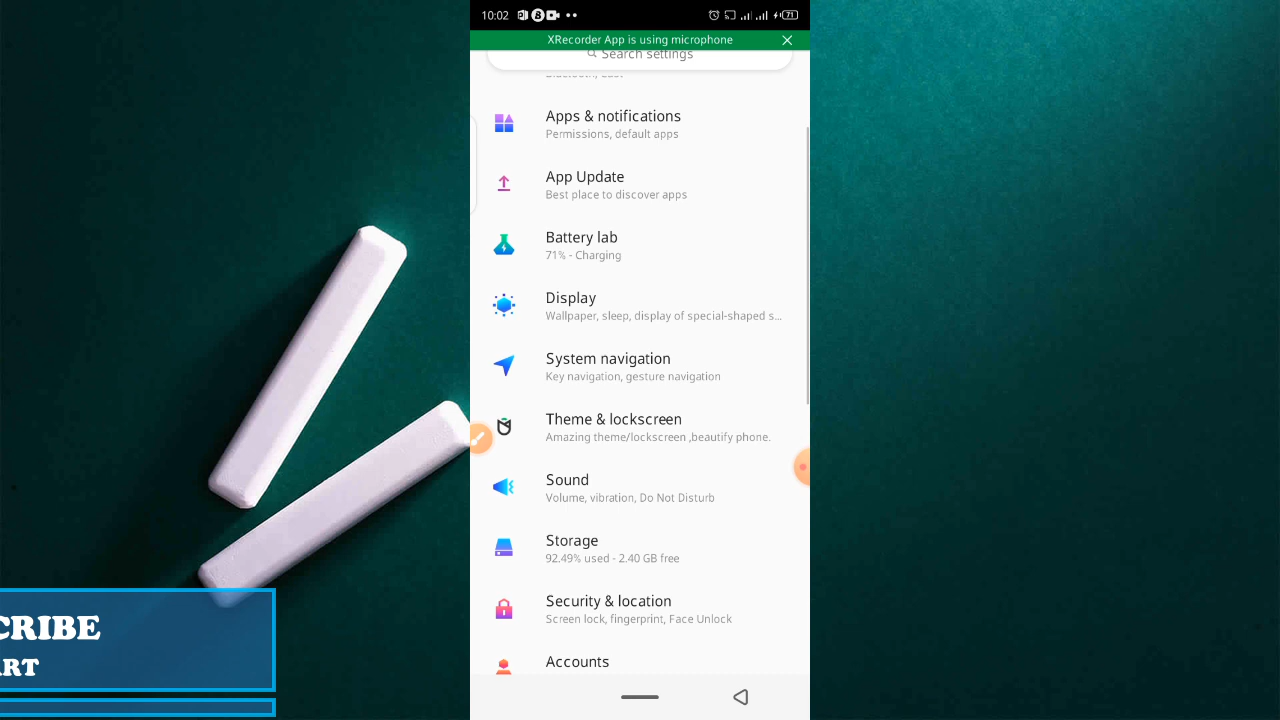 10:02
71
XRecorder App is using microphone
Search settings
Bluetooth, Cast
Apps & notifications
Permissions, default apps
App Update
Best place to discover apps
Battery lab
71% - Charging
Display
Wallpaper, sleep, display of special-shaped s...
System navigation
Key navigation, gesture navigation
Theme & lockscreen
Amazing theme/lockscreen ,beautify phone.
Sound
Volume, vibration, Do Not Disturb
Storage
92.49% used - 2.40 GB free
Security & location
Screen lock, fingerprint, Face Unlock
Accounts
CRIBE
ART